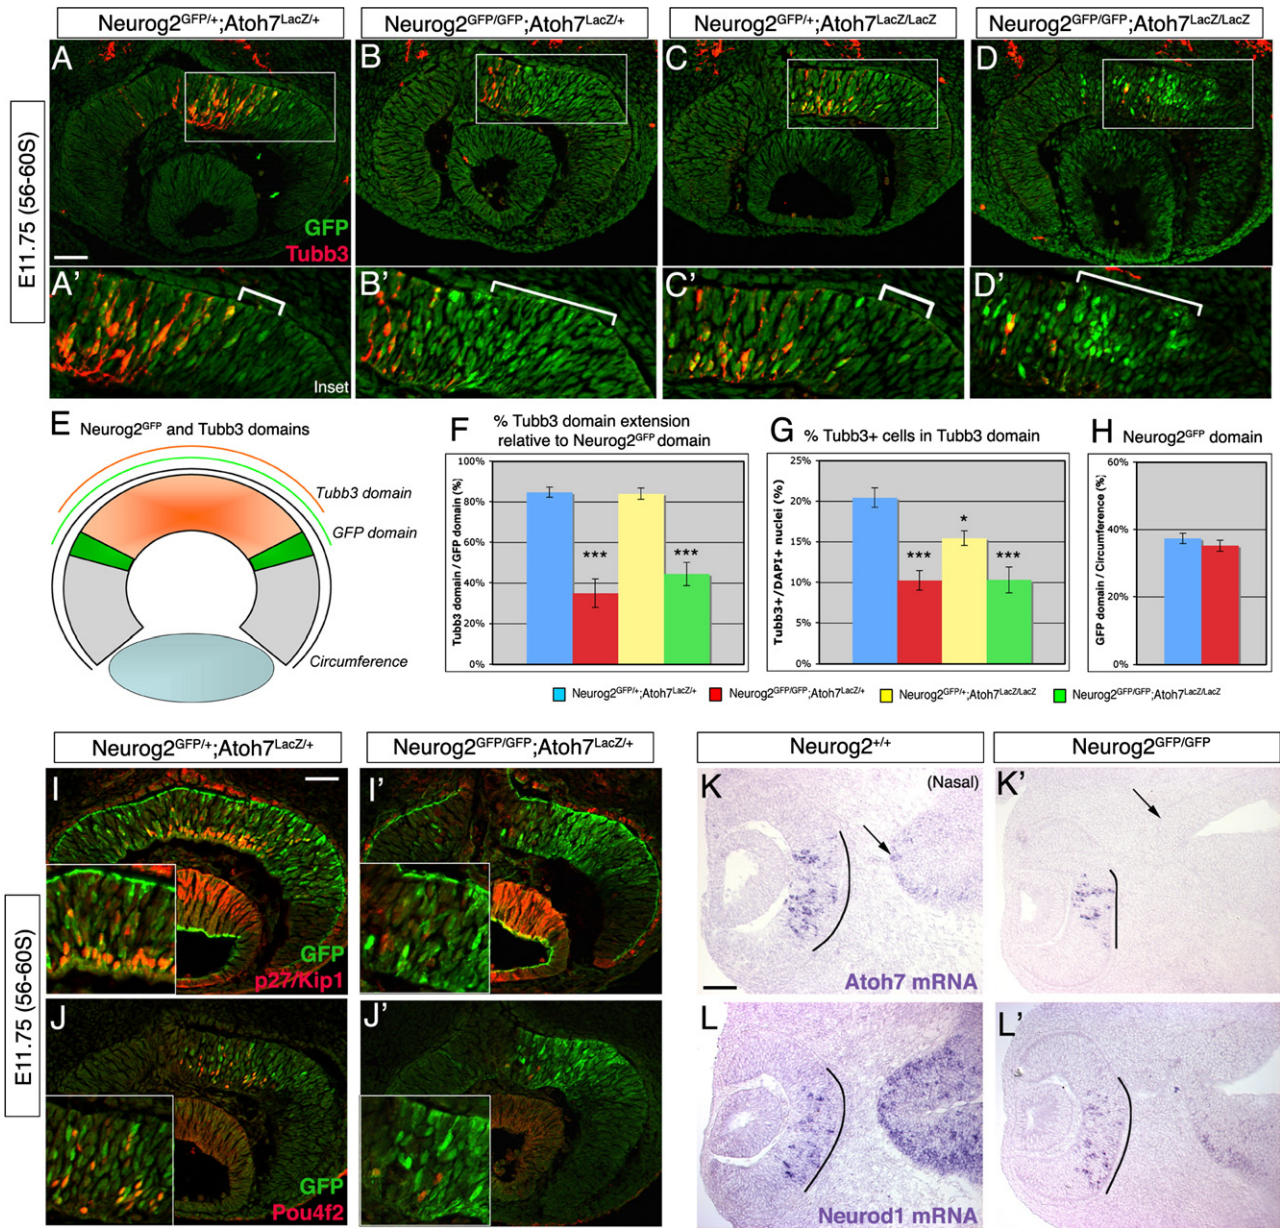 Neurog2GFP/+;Atoh7LacZ/+
Neurog2GFP/GFP;Atoh7LacZ/+
Neurog2GFP/+;Atoh7LacZ/LacZ
Neurog2GFP/GFP;Atoh7LacZ/LacZ
E11.75 (56-60S)
A
GFP
Tubb3
B
C
D
A'
Inset
B'
C'
D'
E
Neurog2GFP and Tubb3 domains
Tubb3 domain
GFP domain
Circumference
F
% Tubb3 domain extension
relative to Neurog2GFP domain
Tubb3 domain / GFP domain (%)
100%
80%
60%
40%
20%
0%
***
***
G
% Tubb3+ cells in Tubb3 domain
Tubb3+/DAPI+ nuclei (%)
25%
20%
15%
10%
5%
0%
***
*
***
H
Neurog2GFP domain
GFP domain / Circumference (%)
60%
40%
20%
0%
Neurog2GFP/+;Atoh7LacZ/+
Neurog2GFP/GFP;Atoh7LacZ/+
Neurog2GFP/+;Atoh7LacZ/LacZ
Neurog2GFP/GFP;Atoh7LacZ/LacZ
Neurog2GFP/+;Atoh7LacZ/+
Neurog2GFP/GFP;Atoh7LacZ/+
Neurog2+/+
Neurog2GFP/GFP
E11.75 (56-60S)
I
GFP
p27/Kip1
I'
GFP
J
GFP
Pou4f2
J'
K
(Nasal)
Atoh7 mRNA
K'
L
Neurod1 mRNA
L'